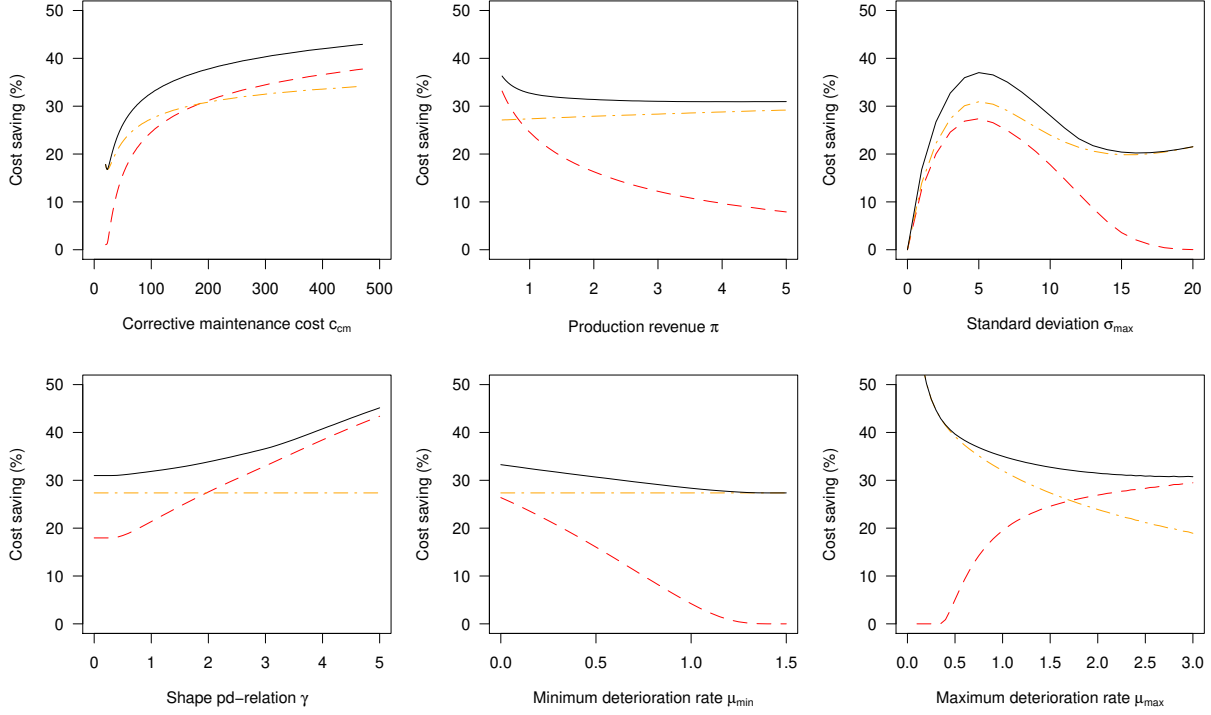 50
40
30
20
10
0
Cost saving (%)
0 100 200 300 400 500
Corrective maintenance cost c_cm
50
40
30
20
10
0
Cost saving (%)
1 2 3 4 5
Production revenue π
50
40
30
20
10
0
Cost saving (%)
0 5 10 15 20
Standard deviation σ_max
50
40
30
20
10
0
Cost saving (%)
0 1 2 3 4 5
Shape pd−relation γ
50
40
30
20
10
0
Cost saving (%)
0.0 0.5 1.0 1.5
Minimum deterioration rate μ_min
50
40
30
20
10
0
Cost saving (%)
0.0 0.5 1.0 1.5 2.0 2.5 3.0
Maximum deterioration rate μ_max